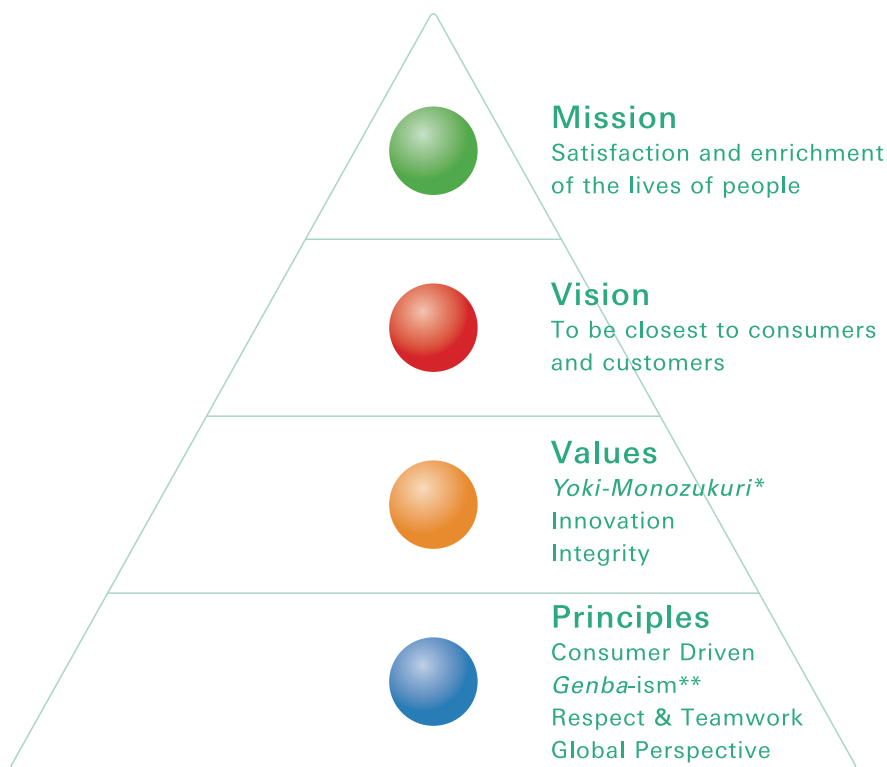 Mission
Satisfaction and enrichment
of the lives of people
Vision
To be closest to consumers
and customers
Values
Yoki-Monozukuri*
Innovation
Integrity
Principles
Consumer Driven
Genba-ism**
Respect & Teamwork
Global Perspective